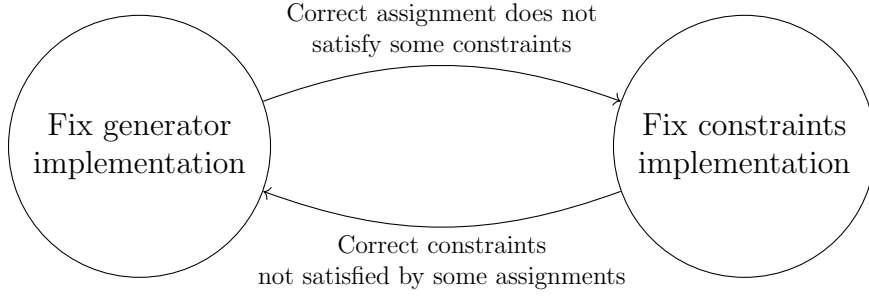 Correct assignment does not
satisfy some constraints
Fix generator
implementation
Fix constraints
implementation
Correct constraints
not satisfied by some assignments